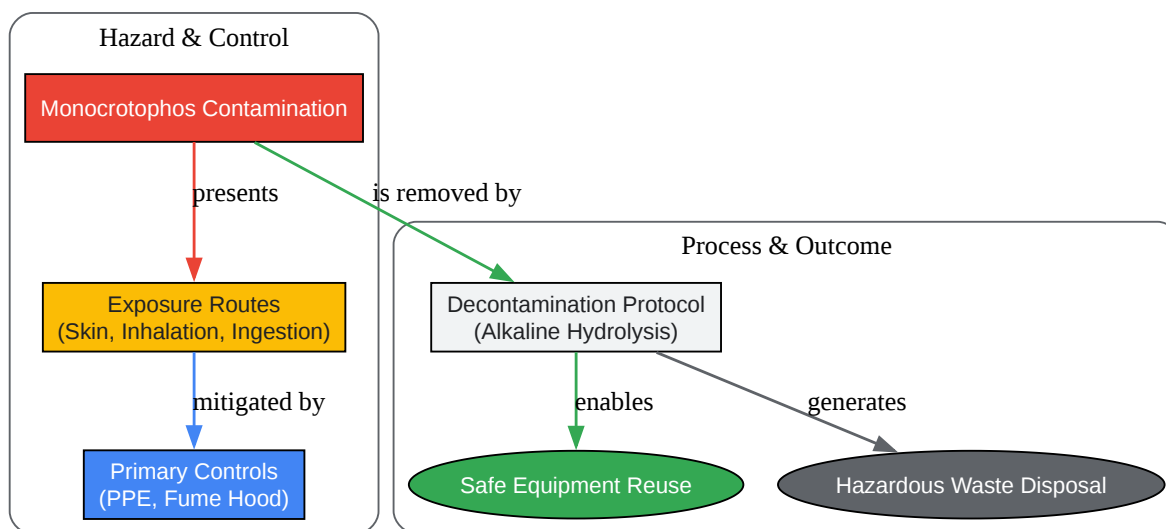 Hazard & Control
Monocrotophos Contamination
presents
is removed by
Process & Outcome
Exposure Routes
(Skin, Inhalation, Ingestion)
Decontamination Protocol
(Alkaline Hydrolysis)
mitigated by
enables
generates
Primary Controls
(PPE, Fume Hood)
Safe Equipment Reuse
Hazardous Waste Disposal